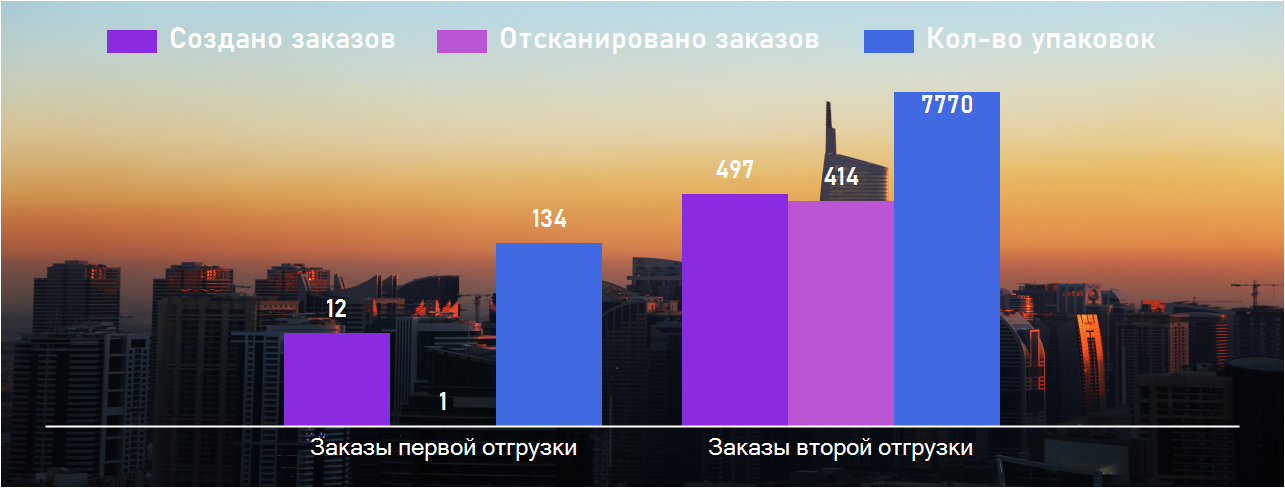 Создано заказов
Отсканировано заказов
Кол-во упаковок
12
1
134
497
414
7770
Заказы первой отгрузки
Заказы второй отгрузки